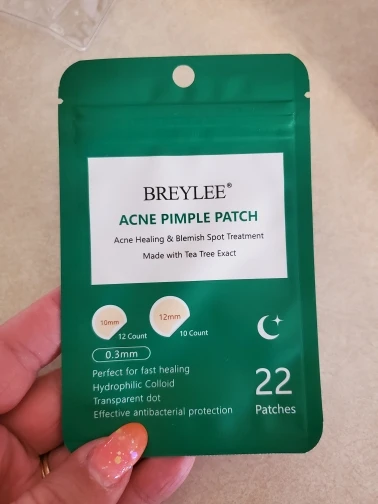 BREYLEE®
ACNE PIMPLE PATCH
Acne Healing & Blemish Spot Treatment
Made with Tea Tree Exact
10mm
12 Count
12mm
10 Count
0.3mm
Perfect for fast healing
Hydrophilic Colloid
Transparent dot
Effective antibacterial protection
22
Patches